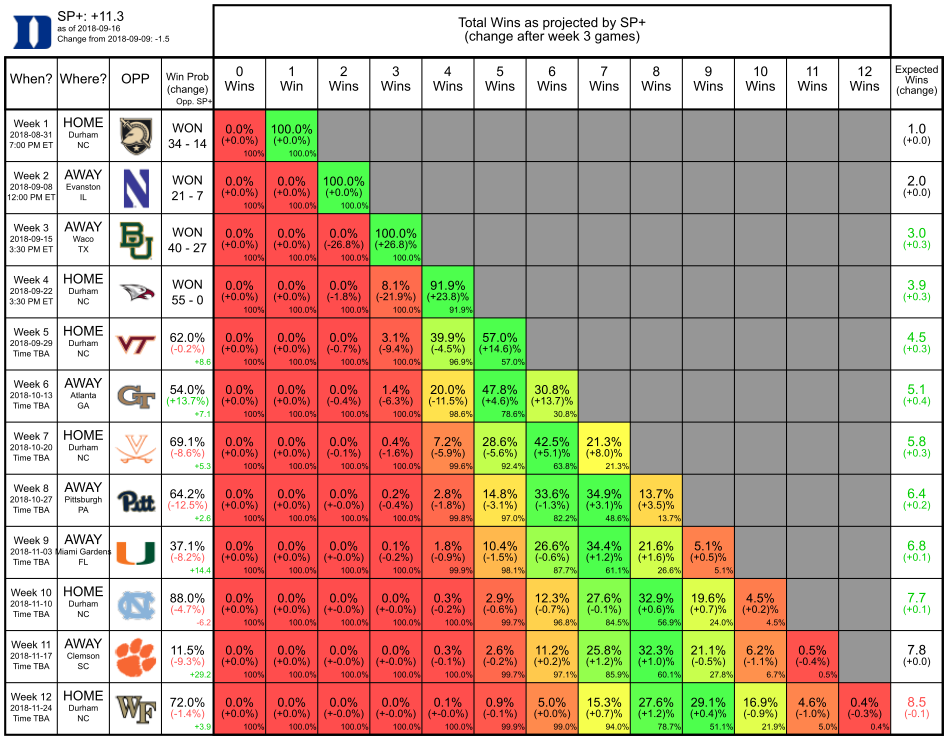 SP+: +11.3
as of 2018-09-16
Change from 2018-09-09: -1.5
Total Wins as projected by SP+
(change after week 3 games)
When? Where? OPP Win Prob (change) Opp. SP+ 0 Wins 1 Win 2 Wins 3 Wins 4 Wins 5 Wins 6 Wins 7 Wins 8 Wins 9 Wins 10 Wins 11 Wins 12 Wins Expected Wins (change)
Week 1 HOME WON 0.0% 100.0% 1.0
2018-08-31 Durham 34 - 14 (+0.0%) (+0.0%) (+0.0)
7:00 PM ET NC 100% 100.0%
Week 2 AWAY N WON 0.0% 0.0% 100.0% 2.0
2018-09-08 Evanston 21 - 7 (+0.0%) (+0.0%) (+0.0%) (+0.0)
12:00 PM ET IL 100% 100.0% 100.0%
Week 3 AWAY BU WON 0.0% 0.0% 0.0% 100.0% 3.0
2018-09-15 Waco 40 - 27 (+0.0%) (+0.0%) (-26.8%) (+26.8)% (+0.3)
3:30 PM ET TX 100% 100.0% 100.0% 100.0%
Week 4 HOME WON 0.0% 0.0% 0.0% 8.1% 91.9% 3.9
2018-09-22 Durham 55 - 0 (+0.0%) (+0.0%) (-1.8%) (-21.9%) (+23.8)% (+0.3)
3:30 PM ET NC 100% 100.0% 100.0% 100.0% 91.9%
Week 5 HOME VT 62.0% 0.0% 0.0% 0.0% 3.1% 39.9% 57.0% 4.5
2018-09-29 Durham (-0.2%) (+0.0%) (+0.0%) (-0.7%) (-9.4%) (-4.5%) (+14.6)% (+0.3)
Time TBA NC +8.6 100% 100.0% 100.0% 100.0% 96.9% 57.0%
Week 6 AWAY GT 54.0% 0.0% 0.0% 0.0% 1.4% 20.0% 47.8% 30.8% 5.1
2018-10-13 Atlanta (+13.7%) (+0.0%) (+0.0%) (-0.4%) (-6.3%) (-11.5%) (+4.6)% (+13.7)% (+0.4)
Time TBA GA +7.1 100% 100.0% 100.0% 100.0% 98.6% 78.6% 30.8%
Week 7 HOME 69.1% 0.0% 0.0% 0.0% 0.4% 7.2% 28.6% 42.5% 21.3% 5.8
2018-10-20 Durham (-8.6%) (+0.0%) (+0.0%) (-0.1%) (-1.6%) (-5.9%) (-5.6%) (+5.1)% (+8.0)% (+0.3)
Time TBA NC +5.3 100% 100.0% 100.0% 100.0% 99.6% 92.4% 63.8% 21.3%
Week 8 AWAY Pitt 64.2% 0.0% 0.0% 0.0% 0.2% 2.8% 14.8% 33.6% 34.9% 13.7% 6.4
2018-10-27 Pittsburgh (-12.5%) (+0.0%) (+0.0%) (-0.0%) (-0.4%) (-1.8%) (-3.1%) (-1.3%) (+3.1)% (+3.5)% (+0.2)
Time TBA PA +2.6 100% 100.0% 100.0% 100.0% 99.8% 97.0% 82.2% 48.6% 13.7%
Week 9 AWAY U 37.1% 0.0% 0.0% 0.0% 0.1% 1.8% 10.4% 26.6% 34.4% 21.6% 5.1% 6.8
2018-11-03 Miami Gardens (-8.2%) (+0.0%) (+0.0%) (-0.0%) (-0.2%) (-0.9%) (-1.5%) (-0.6%) (+1.2)% (+1.6)% (+0.5)% (+0.1)
Time TBA FL +14.4 100% 100.0% 100.0% 100.0% 99.9% 98.1% 87.7% 61.1% 26.6% 5.1%
Week 10 HOME NC 88.0% 0.0% 0.0% 0.0% 0.0% 0.3% 2.9% 12.3% 27.6% 32.9% 19.6% 4.5% 7.7
2018-11-10 Durham (-4.7%) (+0.0%) (+0.0%) (-0.0%) (-0.0%) (-0.2%) (-0.6%) (-0.7%) (-0.1%) (+0.6)% (+0.7)% (+0.2)% (+0.1)
Time TBA NC -6.2 100% 100.0% 100.0% 100.0% 100.0% 99.7% 96.8% 84.5% 56.9% 24.0% 4.5%
Week 11 AWAY 11.5% 0.0% 0.0% 0.0% 0.0% 0.3% 2.6% 11.2% 25.8% 32.3% 21.1% 6.2% 0.5% 7.8
2018-11-17 Clemson (-9.3%) (+0.0%) (+0.0%) (-0.0%) (-0.0%) (-0.1%) (-0.2%) (+0.2)% (+1.2)% (+1.0)% (-0.5%) (-1.1%) (-0.4%) (+0.0)
Time TBA SC +29.2 100% 100.0% 100.0% 100.0% 100.0% 99.7% 97.1% 85.9% 60.1% 27.8% 6.7% 0.5%
Week 12 HOME WF 72.0% 0.0% 0.0% 0.0% 0.0% 0.1% 0.9% 5.0% 15.3% 27.6% 29.1% 16.9% 4.6% 0.4% 8.5
2018-11-24 Durham (-1.4%) (+0.0%) (+0.0%) (+0.0%) (-0.0%) (-0.0%) (-0.1%) (+0.0)% (+0.7)% (+1.2)% (+0.4)% (-0.9%) (-1.0%) (-0.3%) (-0.1)
Time TBA NC +3.9 100% 100.0% 100.0% 100.0% 100.0% 99.9% 99.0% 94.0% 78.7% 51.1% 21.9% 5.0% 0.4%